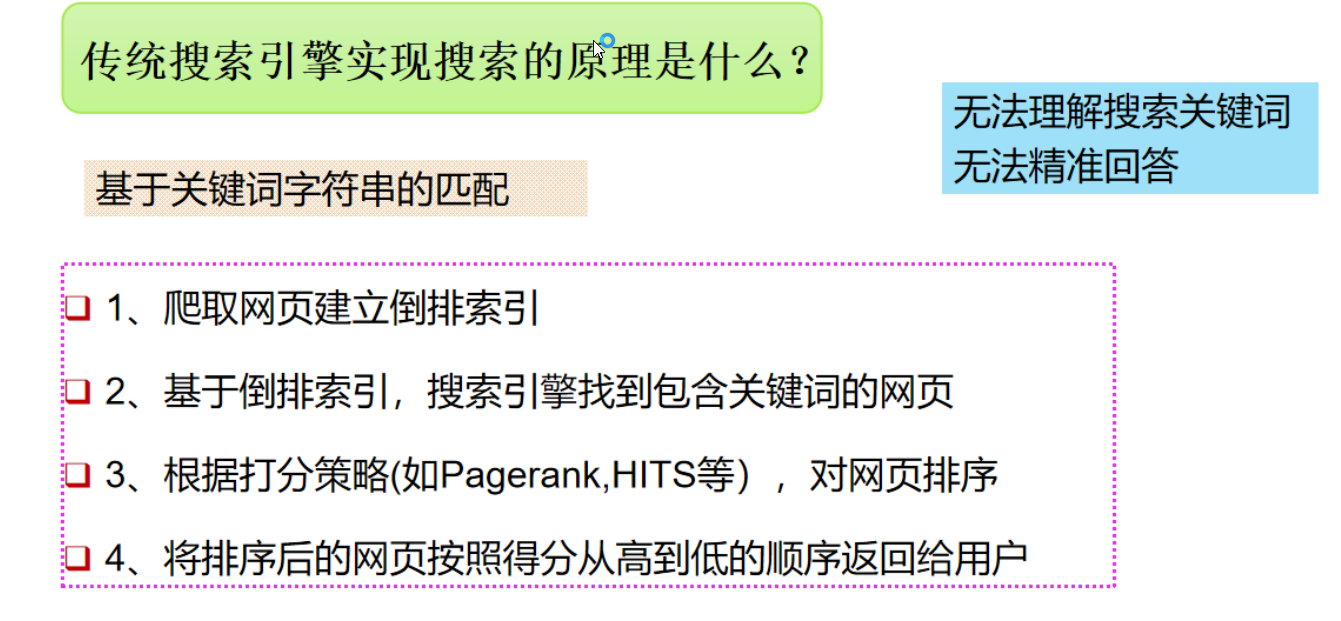 传统搜索引擎实现搜索的原理是什么？
无法理解搜索关键词
无法精准回答
基于关键词字符串的匹配
1、爬取网页建立倒排索引
2、基于倒排索引，搜索引擎找到包含关键词的网页
3、根据打分策略(如Pagerank,HITS等），对网页排序
4、将排序后的网页按照得分从高到低的顺序返回给用户